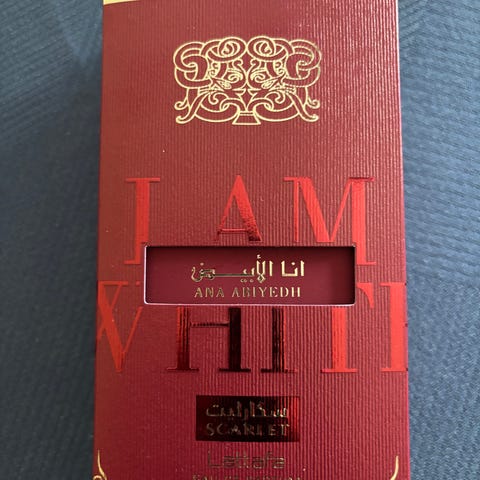 I AM
انا الأبيض
ANA ABIYEDH
WHITE
سكارليت
SCARLET
Lattafa